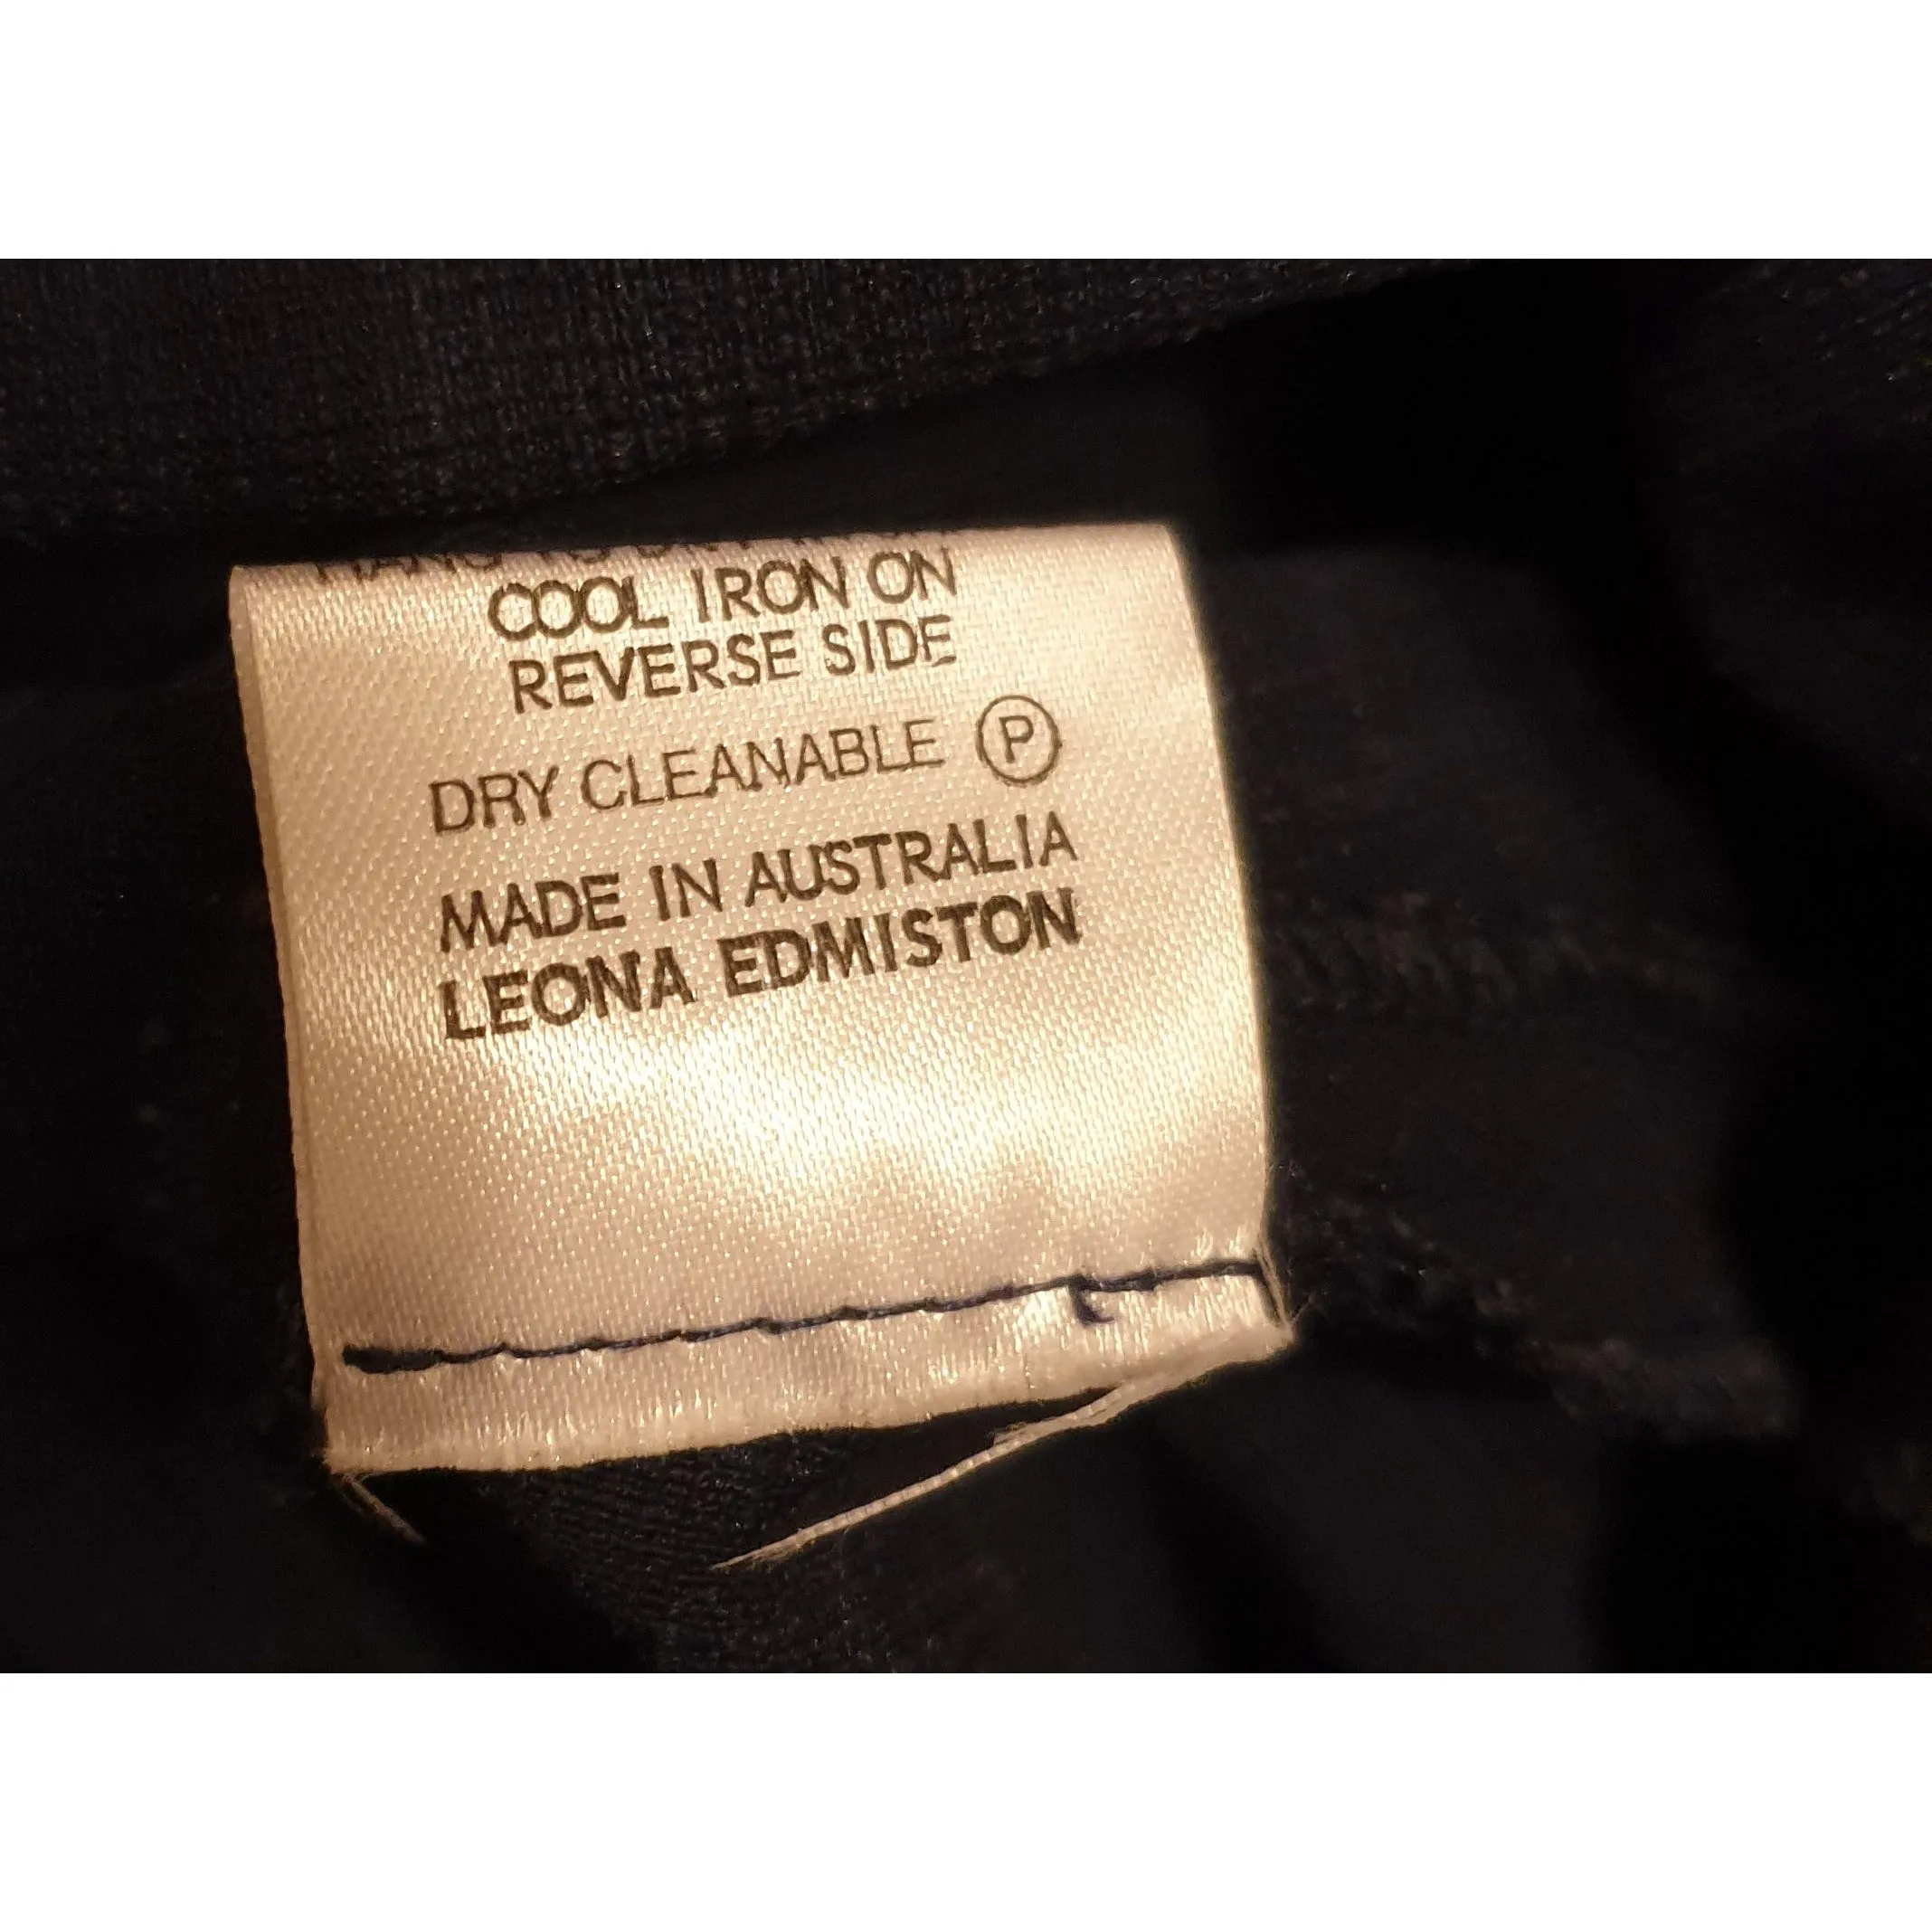 COOL IRON ON
REVERSE SIDE
DRY CLEANABLE P
MADE IN AUSTRALIA
LEONA EDMISTON